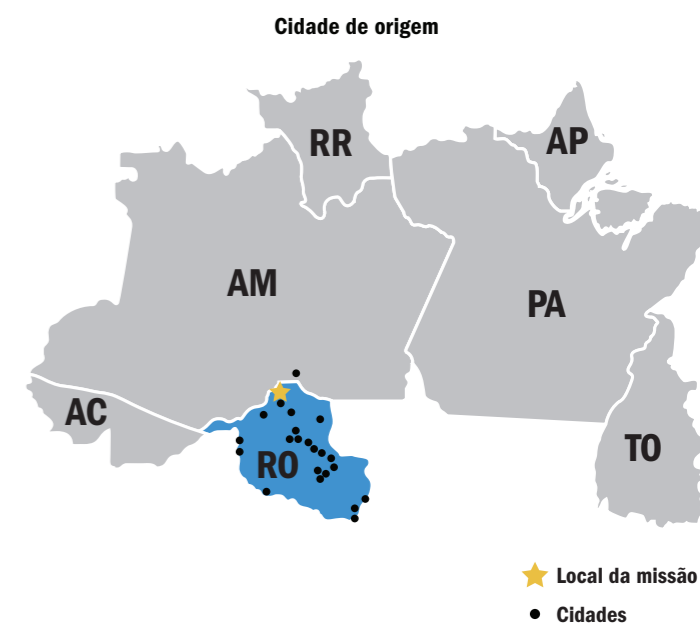 Cidade de origem
RR
AP
AM
PA
AC
RO
TO
Local da missão
Cidades